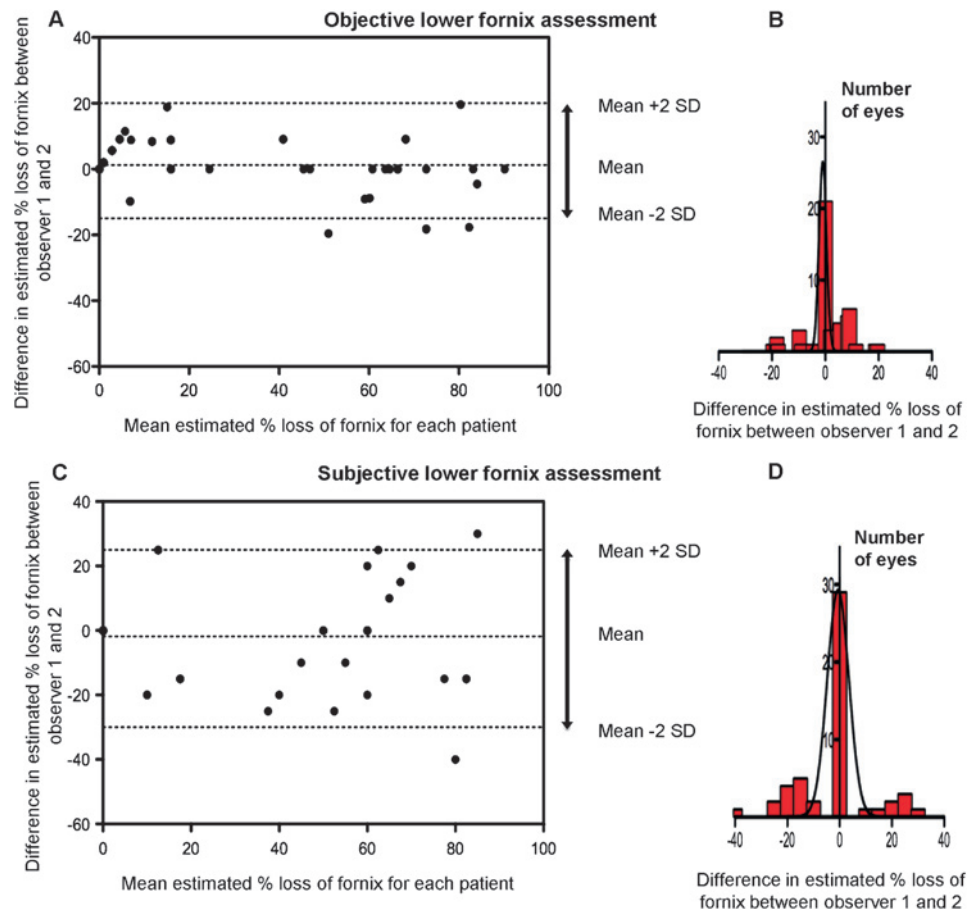 A
Objective lower fornix assessment
B
Difference in estimated % loss of fornix between
observer 1 and 2
40
20
0
-20
-40
-60
0
20
40
60
80
100
Mean estimated % loss of fornix for each patient
Mean +2 SD
Mean
Mean -2 SD
Number
of eyes
30
20
10
-40
-20
0
20
40
Difference in estimated % loss of
fornix between observer 1 and 2
C
Subjective lower fornix assessment
D
Difference in estimated % loss of fornix between
observer 1 and 2
40
20
0
-20
-40
-60
0
20
40
60
80
100
Mean estimated % loss of fornix for each patient
Mean +2 SD
Mean
Mean -2 SD
Number
of eyes
30
20
10
-40
-20
0
20
40
Difference in estimated % loss of
fornix between observer 1 and 2